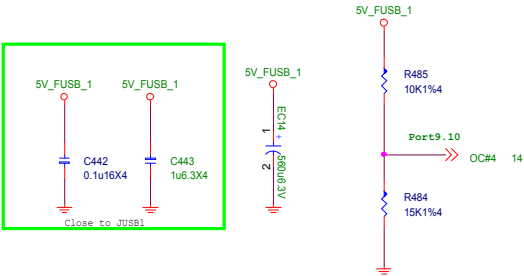 5V_FUSB_1
5V_FUSB_1
5V_FUSB_1
5V_FUSB_1
R485
10K1%4
EC14
1
+
2
560u6.3V
Port9.10
C442
0.1u16X4
C443
1u6.3X4
OC#4 14
R484
15K1%4
Close to JUSB1